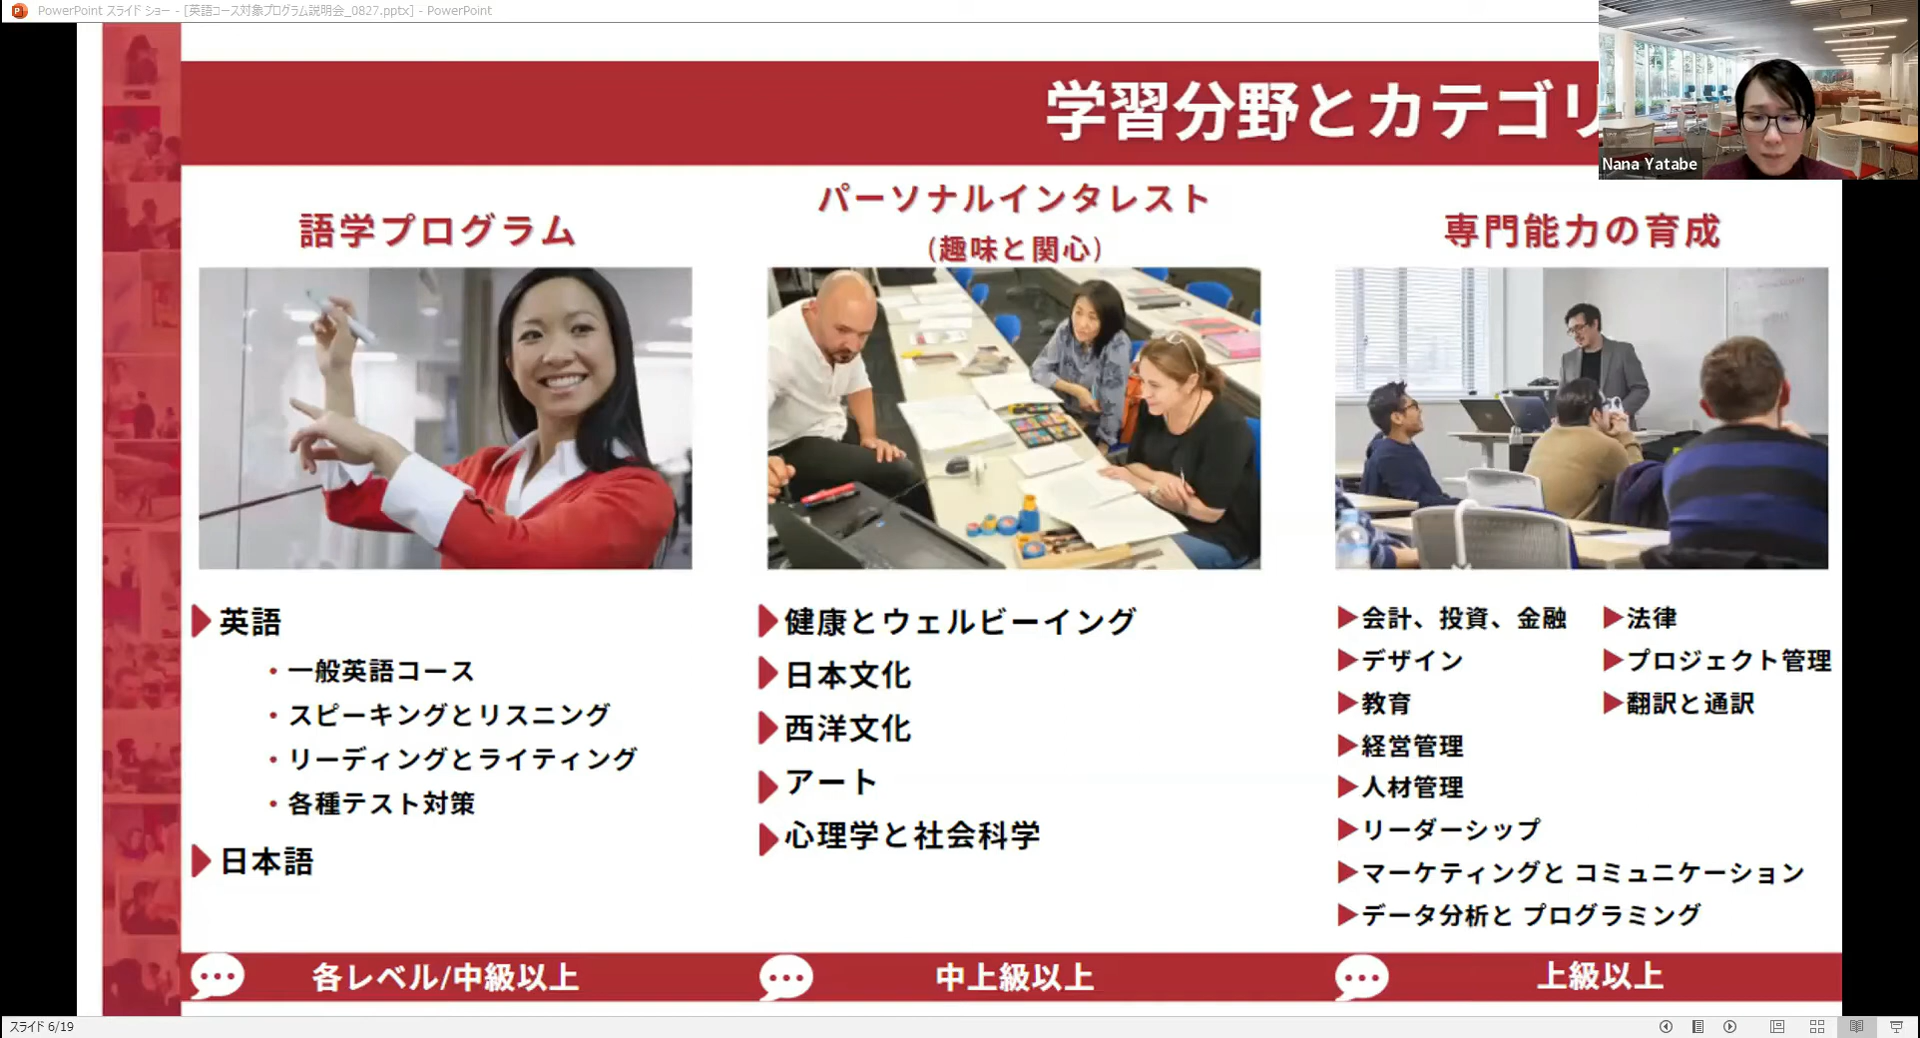 PowerPoint スライド ショー - [英語コース対象プログラム説明会_0827.pptx] - PowerPoint
学習分野とカテゴリ
Nana Yatabe
語学プログラム
英語
・一般英語コース
・スピーキングとリスニング
・リーディングとライティング
・各種テスト対策
日本語
各レベル/中級以上
パーソナルインタレスト
(趣味と関心)
健康とウェルビーイング
日本文化
西洋文化
アート
心理学と社会科学
中上級以上
専門能力の育成
会計、投資、金融
デザイン
教育
経営管理
人材管理
リーダーシップ
マーケティングと コミュニケーション
データ分析と プログラミング
法律
プロジェクト管理
翻訳と通訳
上級以上
スライド 6/19